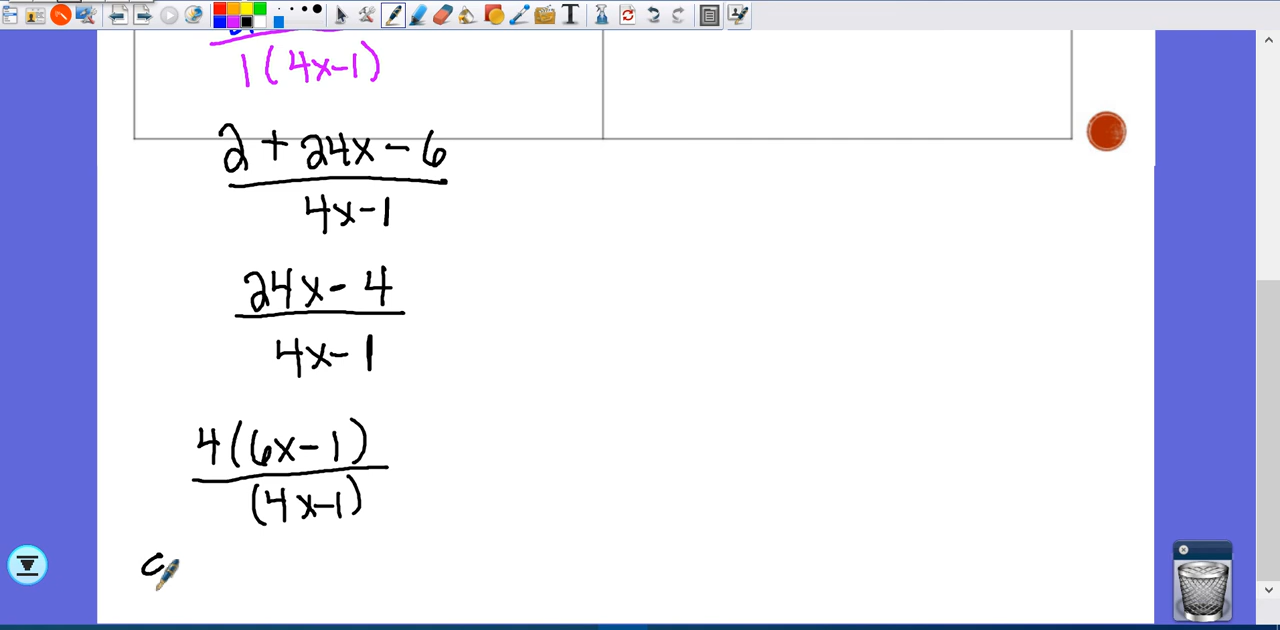 1(4x-1)
2 + 24x - 6
4x-1
24x - 4
4x - 1
4(6x-1)
(4x-1)